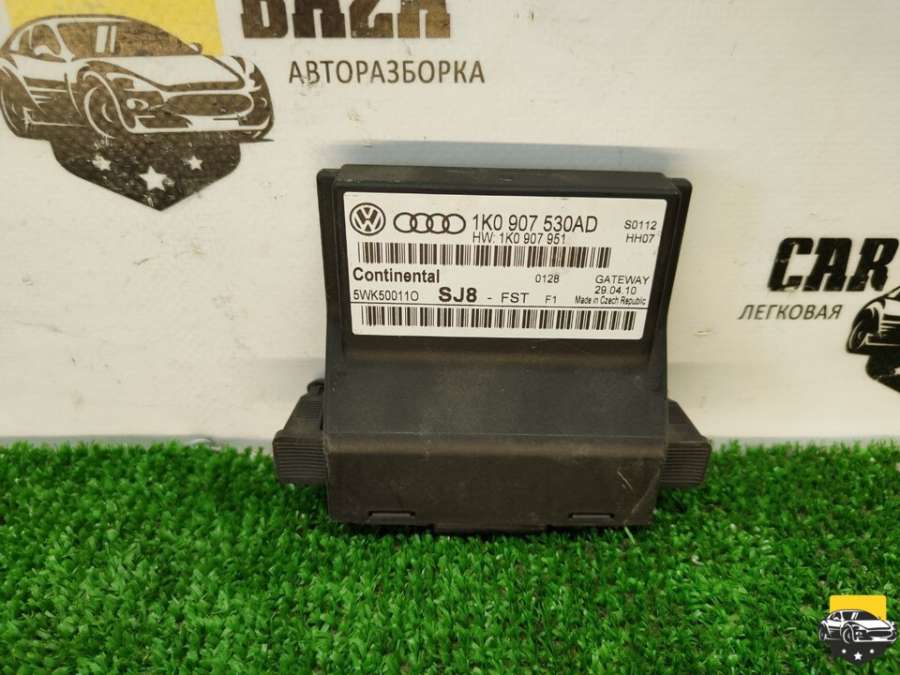 BAZA
АВТОРАЗБОРКА
1K0 907 530AD
HW: 1K0 907 951
S0112
HH07
Continental
0128
GATEWAY
5WK50011O
SJ8 - FST F1
29.04.10
Made in Czech Republic
CAR
ЛЕГКОВАЯ